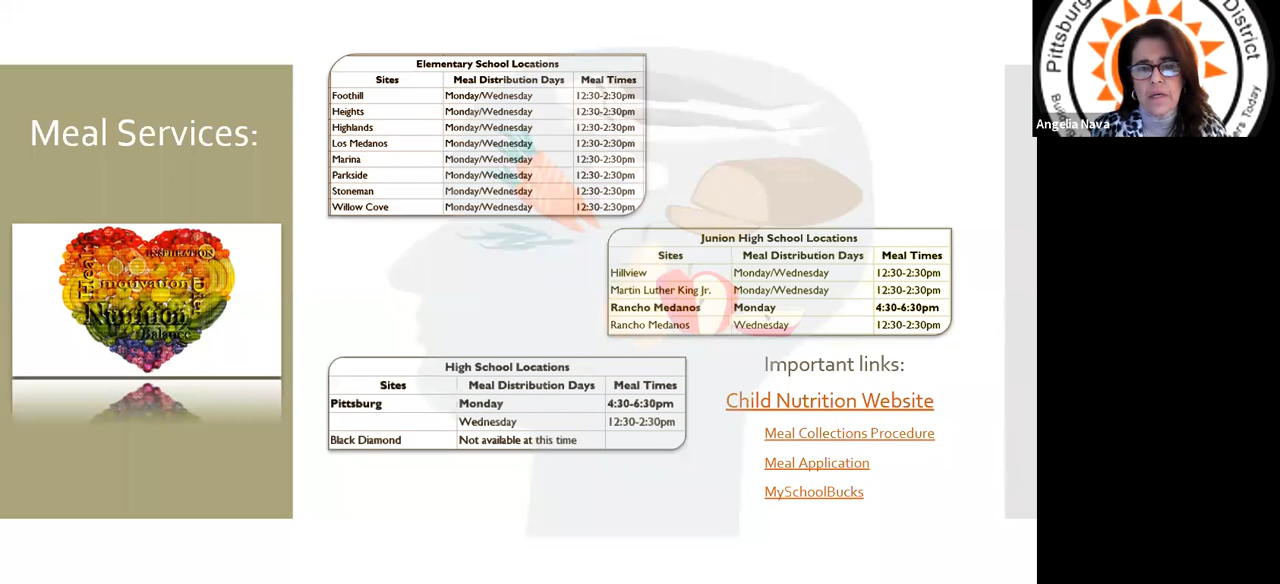 Meal Services:
INSPIRATION
Health
motivation
Diet
Nutrition
Balance
Elementary School Locations
Sites Meal Distribution Days Meal Times
Foothill Monday/Wednesday 12:30-2:30pm
Heights Monday/Wednesday 12:30-2:30pm
Highlands Monday/Wednesday 12:30-2:30pm
Los Medanos Monday/Wednesday 12:30-2:30pm
Marina Monday/Wednesday 12:30-2:30pm
Parkside Monday/Wednesday 12:30-2:30pm
Stoneman Monday/Wednesday 12:30-2:30pm
Willow Cove Monday/Wednesday 12:30-2:30pm
Junion High School Locations
Sites Meal Distribution Days Meal Times
Hillview Monday/Wednesday 12:30-2:30pm
Martin Luther King Jr. Monday/Wednesday 12:30-2:30pm
Rancho Medanos Monday 4:30-6:30pm
Rancho Medanos Wednesday 12:30-2:30pm
High School Locations
Sites Meal Distribution Days Meal Times
Pittsburg Monday 4:30-6:30pm
Wednesday 12:30-2:30pm
Black Diamond Not available at this time
Important links:
Child Nutrition Website
Meal Collections Procedure
Meal Application
MySchoolBucks
Pittsburg District
Today
Angelia Nava